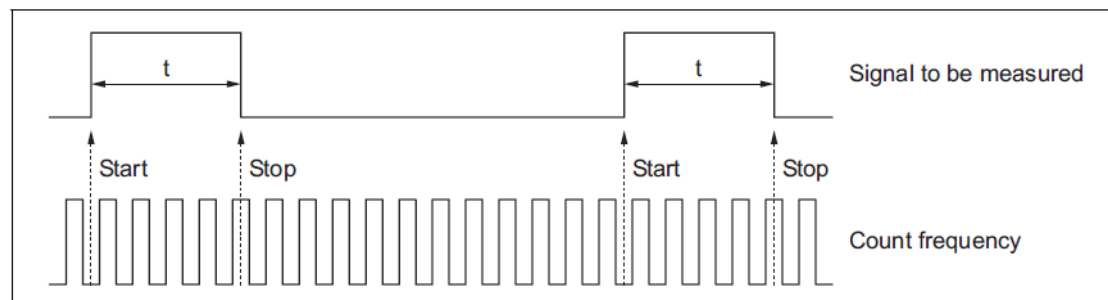 t
t
Signal to be measured
Start
Stop
Start
Stop
Count frequency